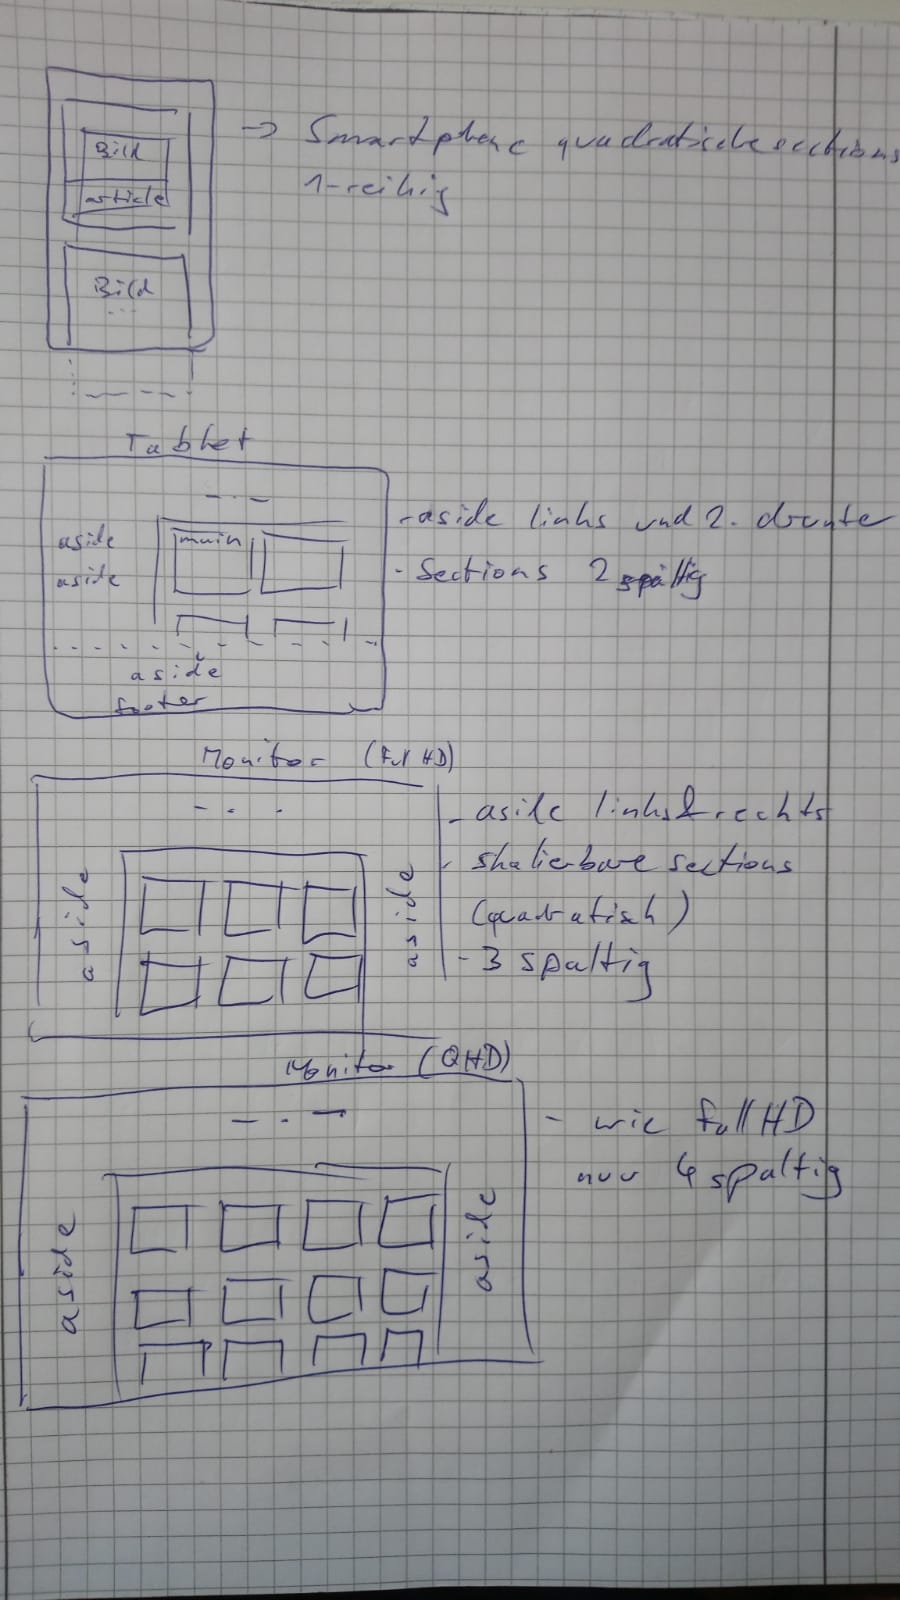 Bild
article
Bild
...
→ Smartphone quadratische sections
1-reihig
Tablet
aside
aside
main
aside
footer
- aside links und 2. drunter
- Sections 2 spaltig
Monitor (Full HD)
aside
aside
- aside links & rechts
- skalierbare sections
(quadratisch)
- 3 spaltig
Monitor (QHD)
aside
aside
- wie full HD
nur 4 spaltig